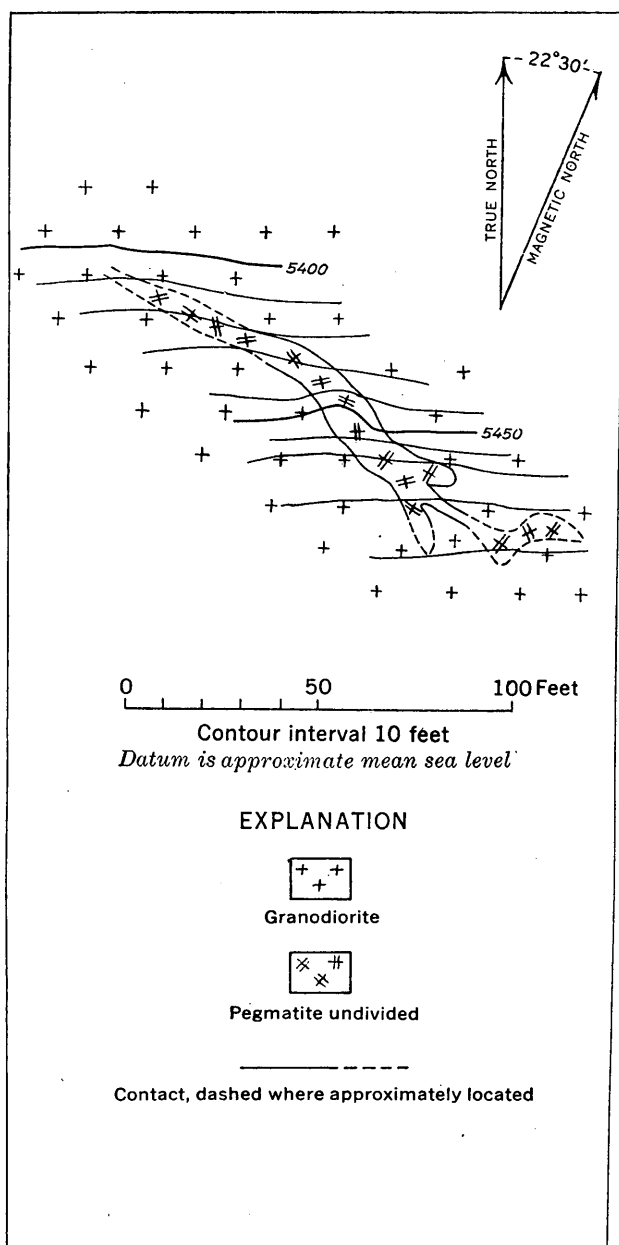 22°30'
TRUE NORTH
MAGNETIC NORTH
5400
5450
0 50 100 Feet
Contour interval 10 feet
Datum is approximate mean sea level
EXPLANATION
Granodiorite
Pegmatite undivided
Contact, dashed where approximately located